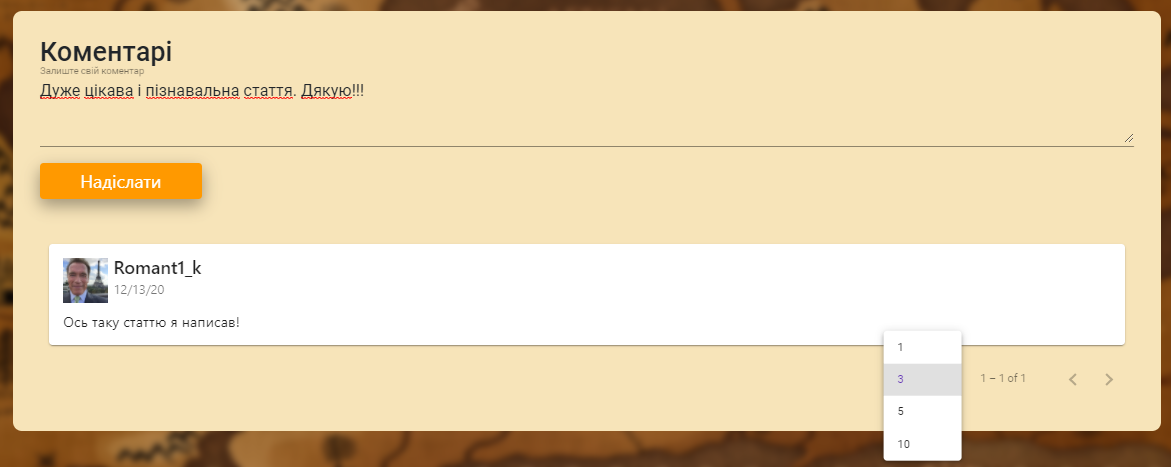 Коментарі
Залиште свій коментар
Дуже цікава і пізнавальна стаття. Дякую!!!
Надіслати
Romant1_k
12/13/20
Ось таку статтю я написав!
1
3
1 – 1 of 1
5
10